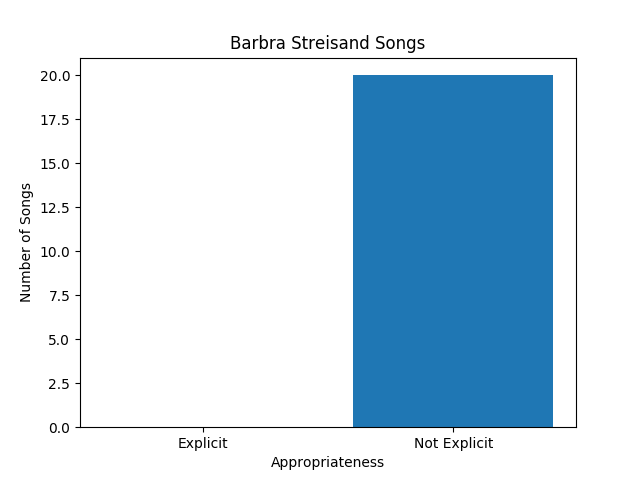 Barbra Streisand Songs
20.0
17.5
15.0
12.5
10.0
7.5
5.0
2.5
0.0
Number of Songs
Explicit
Not Explicit
Appropriateness